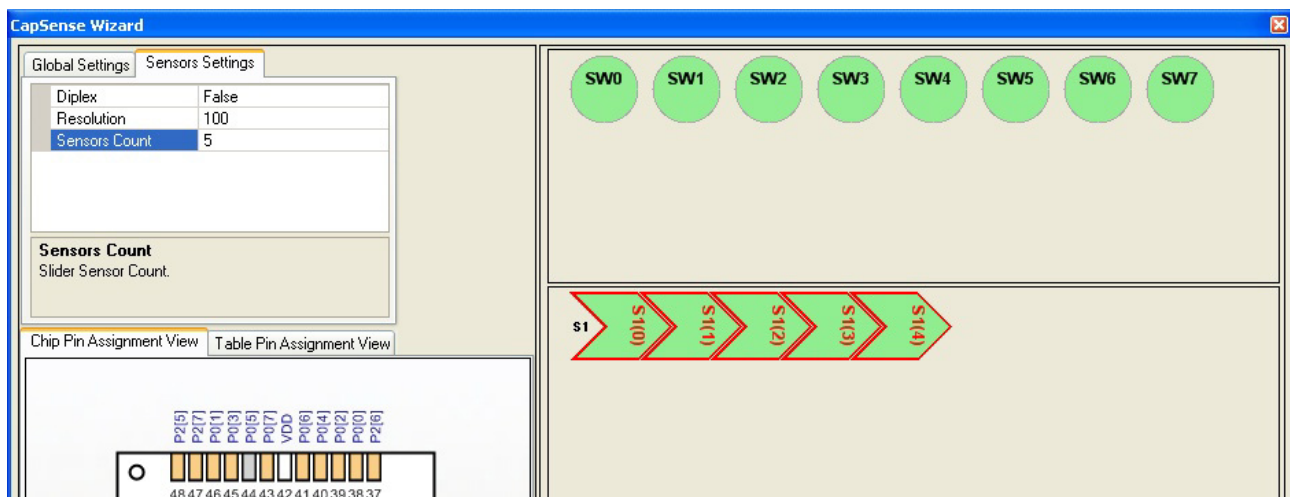 CapSense Wizard
Global Settings Sensors Settings
Diplex False
Resolution 100
Sensors Count 5
Sensors Count
Slider Sensor Count.
SW0 SW1 SW2 SW3 SW4 SW5 SW6 SW7
S1 S1(0) S1(1) S1(2) S1(3) S1(4)
Chip Pin Assignment View Table Pin Assignment View
P2[5] P2[7] P0[1] P0[3] P0[5] P0[7] VDD P0[6] P0[4] P0[2] P0[0] P2[6]
48 47 46 45 44 43 42 41 40 39 38 37